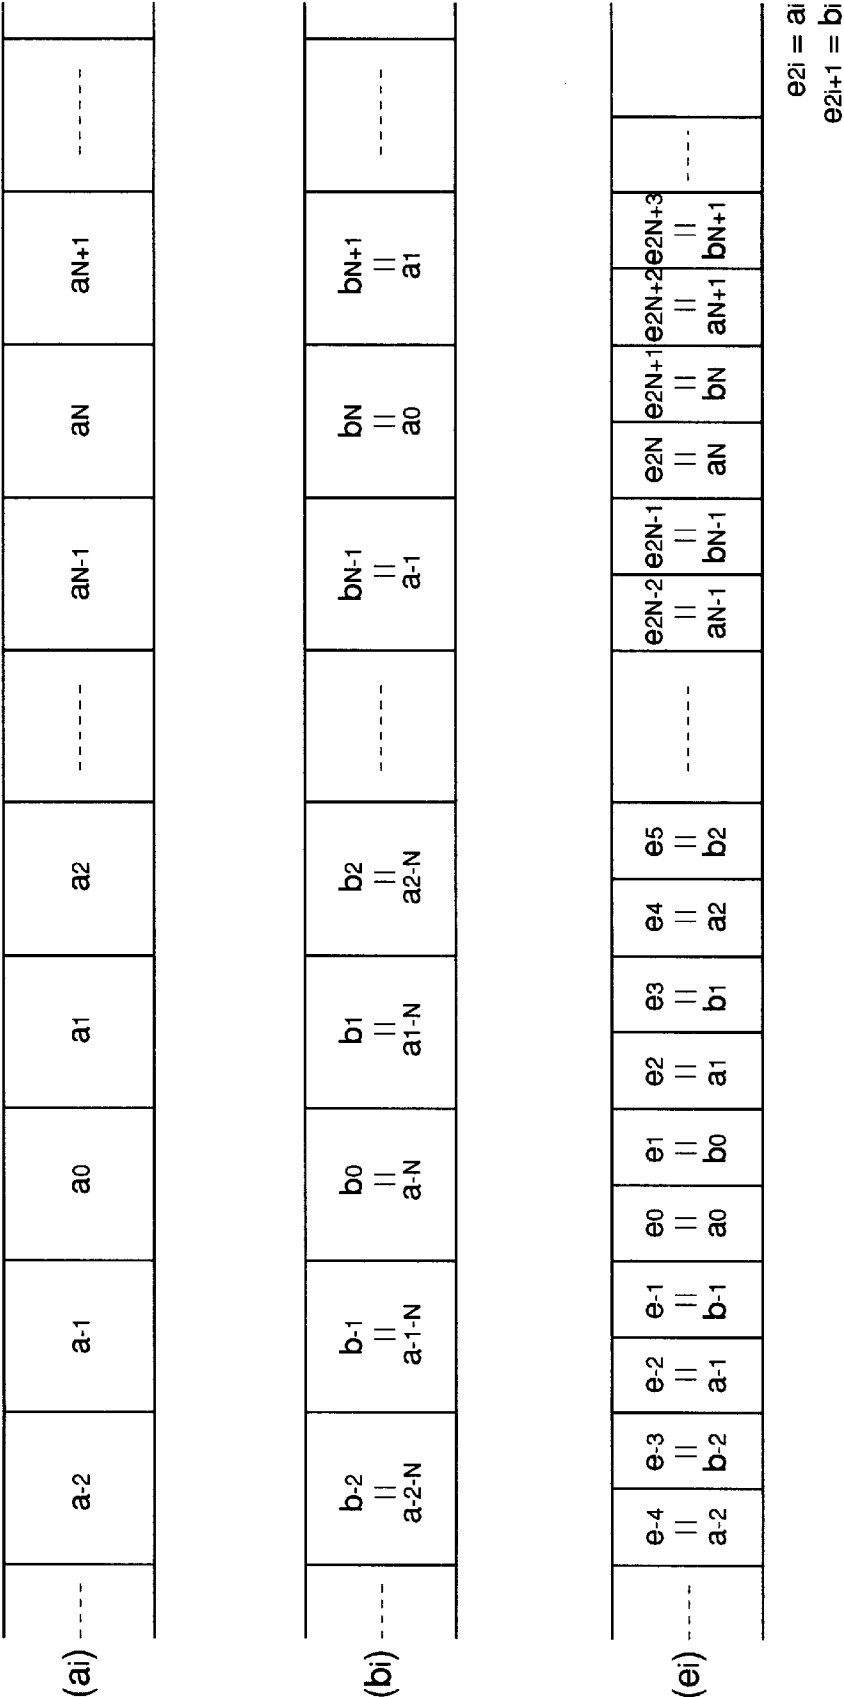 (ai) ------ a-2 a-1 a0 a1 a2 ------ aN-1 aN aN+1 ------
(bi) ------ b-2 b-1 b0 b1 b2 ------ bN-1 bN bN+1 ------
|| || || || || || || ||
a-2-N a-1-N a-N a1-N a2-N a-1 a0 a1
(ei) ------ e-4 e-3 e-2 e-1 e0 e1 e2 e3 e4 e5 ------ e2N-2 e2N-1 e2N e2N+1 e2N+2 e2N+3 ----
|| || || || || || || || || || || || || || || ||
a-2 b-2 a-1 b-1 a0 b0 a1 b1 a2 b2 aN-1 bN-1 aN bN aN+1 bN+1
e2i = ai
e2i+1 = bi